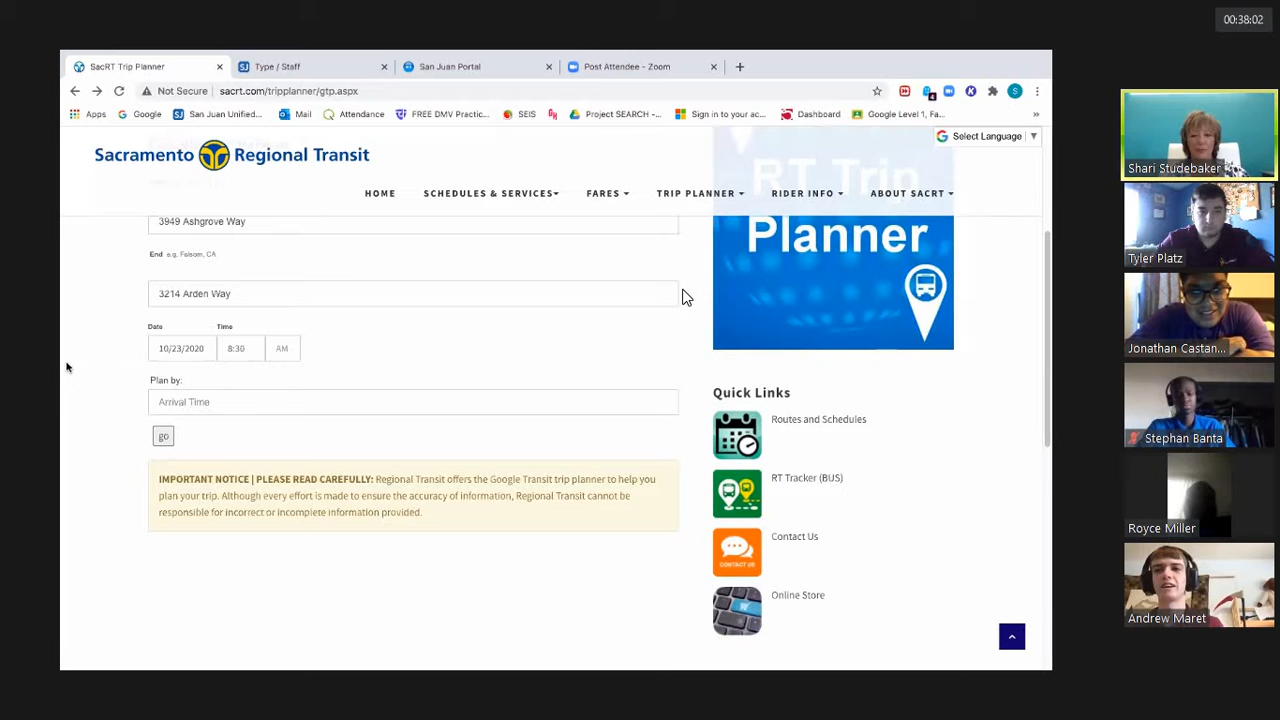 00:38:02
SacRT Trip Planner
Type / Staff
San Juan Portal
Post Attendee - Zoom
Not Secure | sacrt.com/tripplanner/gtp.aspx
Apps
Google
San Juan Unified...
Mail
Attendance
FREE DMV Practic...
SEIS
Project SEARCH -...
Sign in to your ac...
Dashboard
Google Level 1, Fa...
»
Select Language
Sacramento Regional Transit
HOME
SCHEDULES & SERVICES
FARES
TRIP PLANNER
RIDER INFO
ABOUT SACRT
RT Trip
Planner
3949 Ashgrove Way
End e.g. Folsom, CA
3214 Arden Way
Date Time
10/23/2020 8:30 AM
Plan by:
Arrival Time
go
IMPORTANT NOTICE | PLEASE READ CAREFULLY: Regional Transit offers the Google Transit trip planner to help you
plan your trip. Although every effort is made to ensure the accuracy of information, Regional Transit cannot be
responsible for incorrect or incomplete information provided.
Quick Links
Routes and Schedules
RT Tracker (BUS)
Contact Us
CONTACT US
Online Store
Shari Studebaker
Tyler Platz
Jonathan Castan...
Stephan Banta
Royce Miller
Andrew Maret